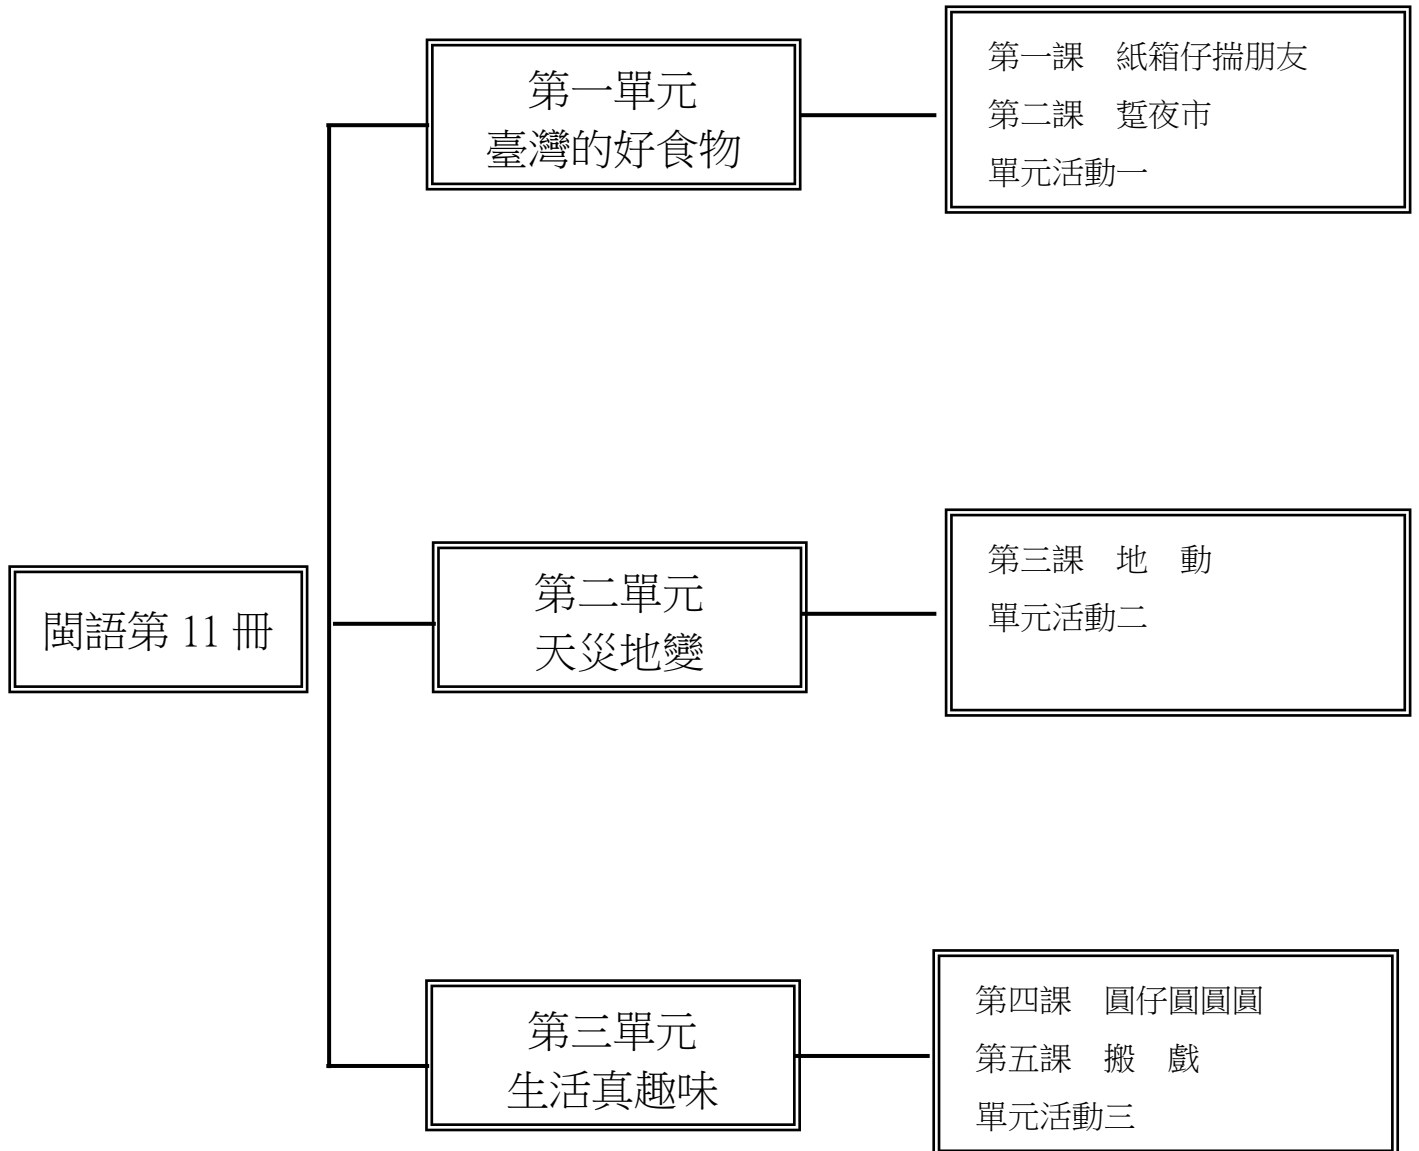 閩語第 11 冊
第一單元
臺灣的好食物
第一課　紙箱仔揣朋友
第二課　踅夜市
單元活動一
第二單元
天災地變
第三課　地　動
單元活動二
第三單元
生活真趣味
第四課　圓仔圓圓圓
第五課　搬　戲
單元活動三